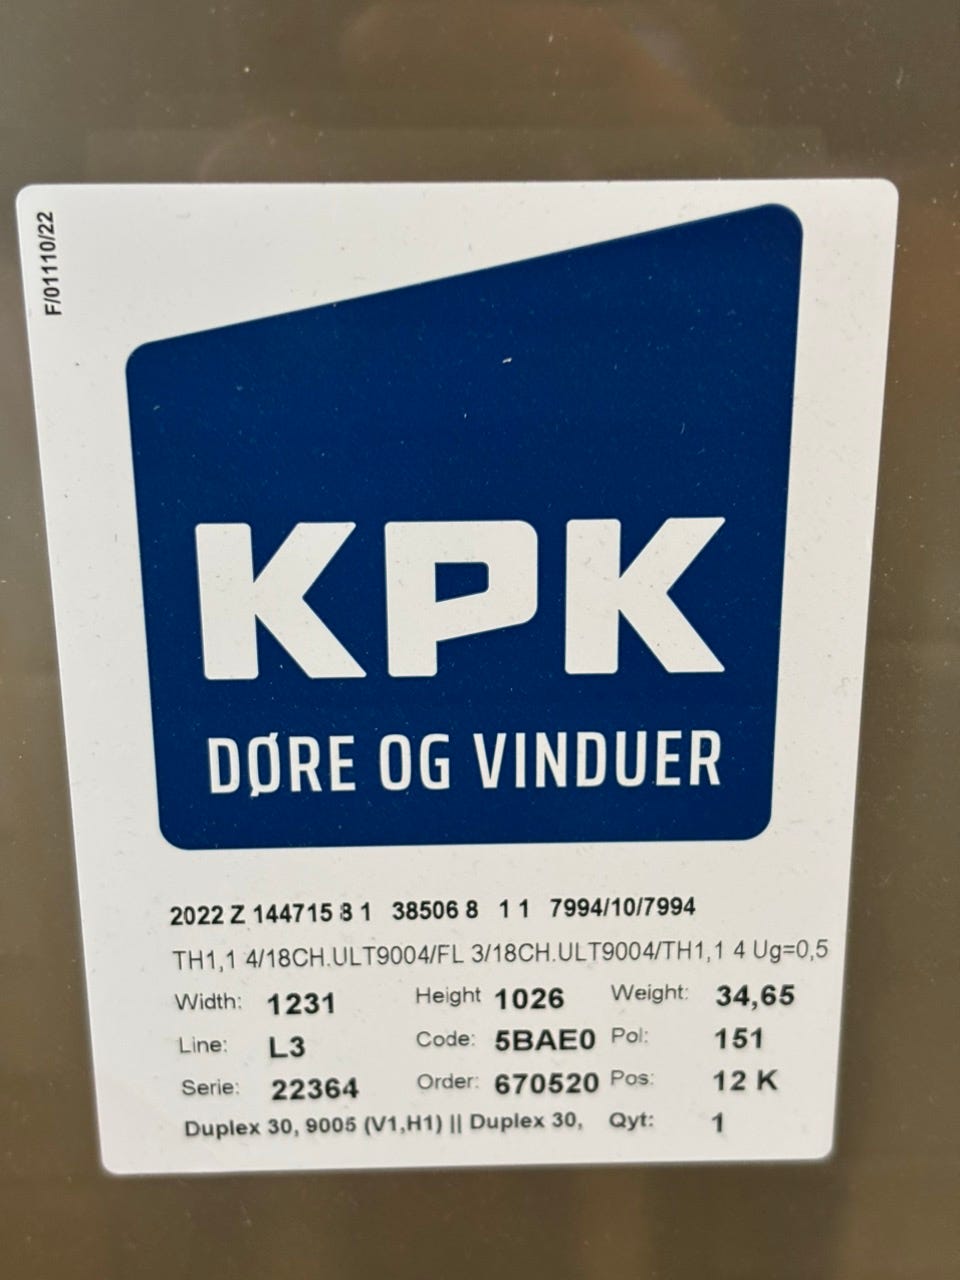 F/01110/22
KPK
DØRE OG VINDUER
2022 Z 144715 8 1 38506 8 1 1 7994/10/7994
TH1,1 4/18CH.ULT9004/FL 3/18CH.ULT9004/TH1,1 4 Ug=0,5
Width: 1231 Height 1026 Weight: 34,65
Line: L3 Code: 5BAE0 Pol: 151
Serie: 22364 Order: 670520 Pos: 12 K
Duplex 30, 9005 (V1,H1) || Duplex 30, Qyt: 1